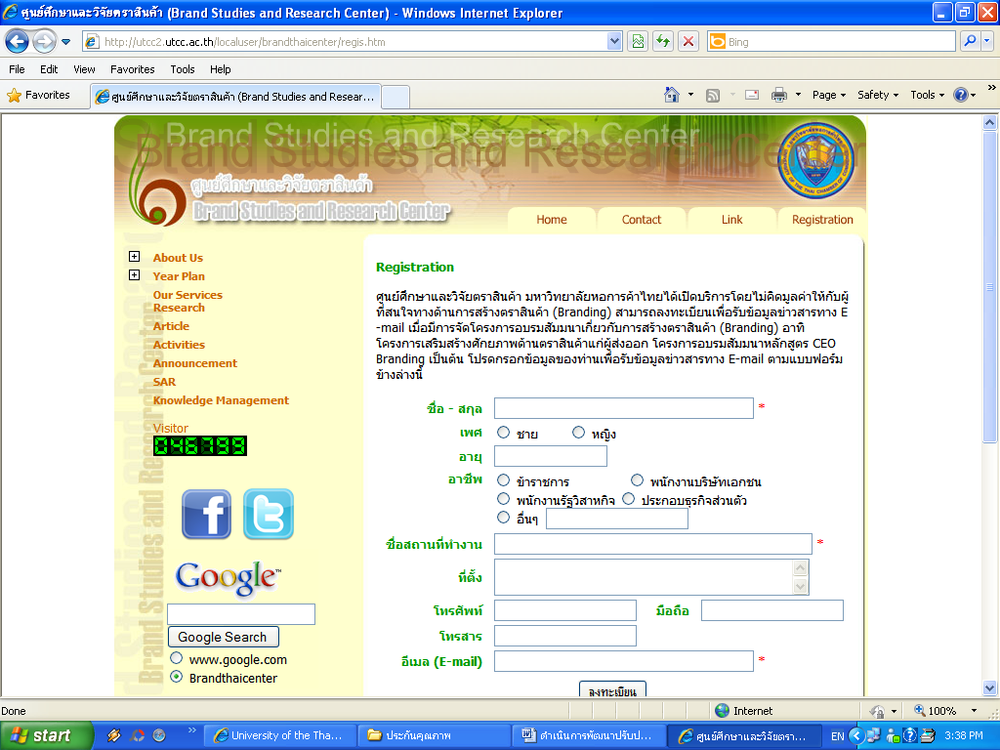 ศูนย์ศึกษาและวิจัยตราสินค้า (Brand Studies and Research Center) - Windows Internet Explorer
http://utcc2.utcc.ac.th/localuser/brandthaicenter/regis.htm
Bing
File Edit View Favorites Tools Help
Favorites
ศูนย์ศึกษาและวิจัยตราสินค้า (Brand Studies and Resear...
Page Safety Tools
Brand Studies and Research Center
Brand Studies and Research Center
ศูนย์ศึกษาและวิจัยตราสินค้า
Brand Studies and Research Center
Home Contact Link Registration
About Us
Year Plan
Our Services
Research
Article
Activities
Announcement
SAR
Knowledge Management
Visitor
046799
Google™
Google Search
www.google.com
Brandthaicenter
Brand Studies and Research Center
Registration
ศูนย์ศึกษาและวิจัยตราสินค้า มหาวิทยาลัยหอการค้าไทยได้เปิดบริการโดยไม่คิดมูลค่าให้กับผู้
ที่สนใจทางด้านการสร้างตราสินค้า (Branding) สามารถลงทะเบียนเพื่อรับข้อมูลข่าวสารทาง E
-mail เมื่อมีการจัดโครงการอบรมสัมมนาเกี่ยวกับการสร้างตราสินค้า (Branding) อาทิ
โครงการเสริมสร้างศักยภาพด้านตราสินค้าแก่ผู้ส่งออก โครงการอบรมสัมมนาหลักสูตร CEO
Branding เป็นต้น โปรดกรอกข้อมูลของท่านเพื่อรับข้อมูลข่าวสารทาง E-mail ตามแบบฟอร์ม
ข้างล่างนี้
ชื่อ - สกุล *
เพศ ชาย หญิง
อายุ
อาชีพ ข้าราชการ พนักงานบริษัทเอกชน
พนักงานรัฐวิสาหกิจ ประกอบธุรกิจส่วนตัว
อื่นๆ
ชื่อสถานที่ทำงาน *
ที่ตั้ง
โทรศัพท์ มือถือ
โทรสาร
อีเมล (E-mail) *
ลงทะเบียน
Done Internet 100%
start University of the Tha... ประกันคุณภาพ ดำเนินการพัฒนาปรับป... ศูนย์ศึกษาและวิจัยตรา... EN 3:38 PM